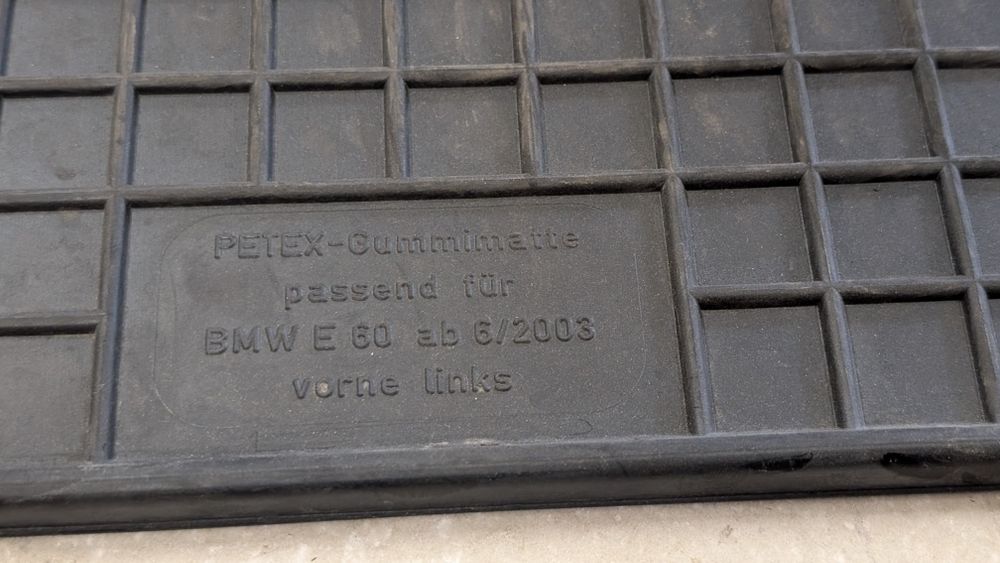 PETEX-Gummimatte
passend für
BMW E 60 ab 6/2003
vorne links